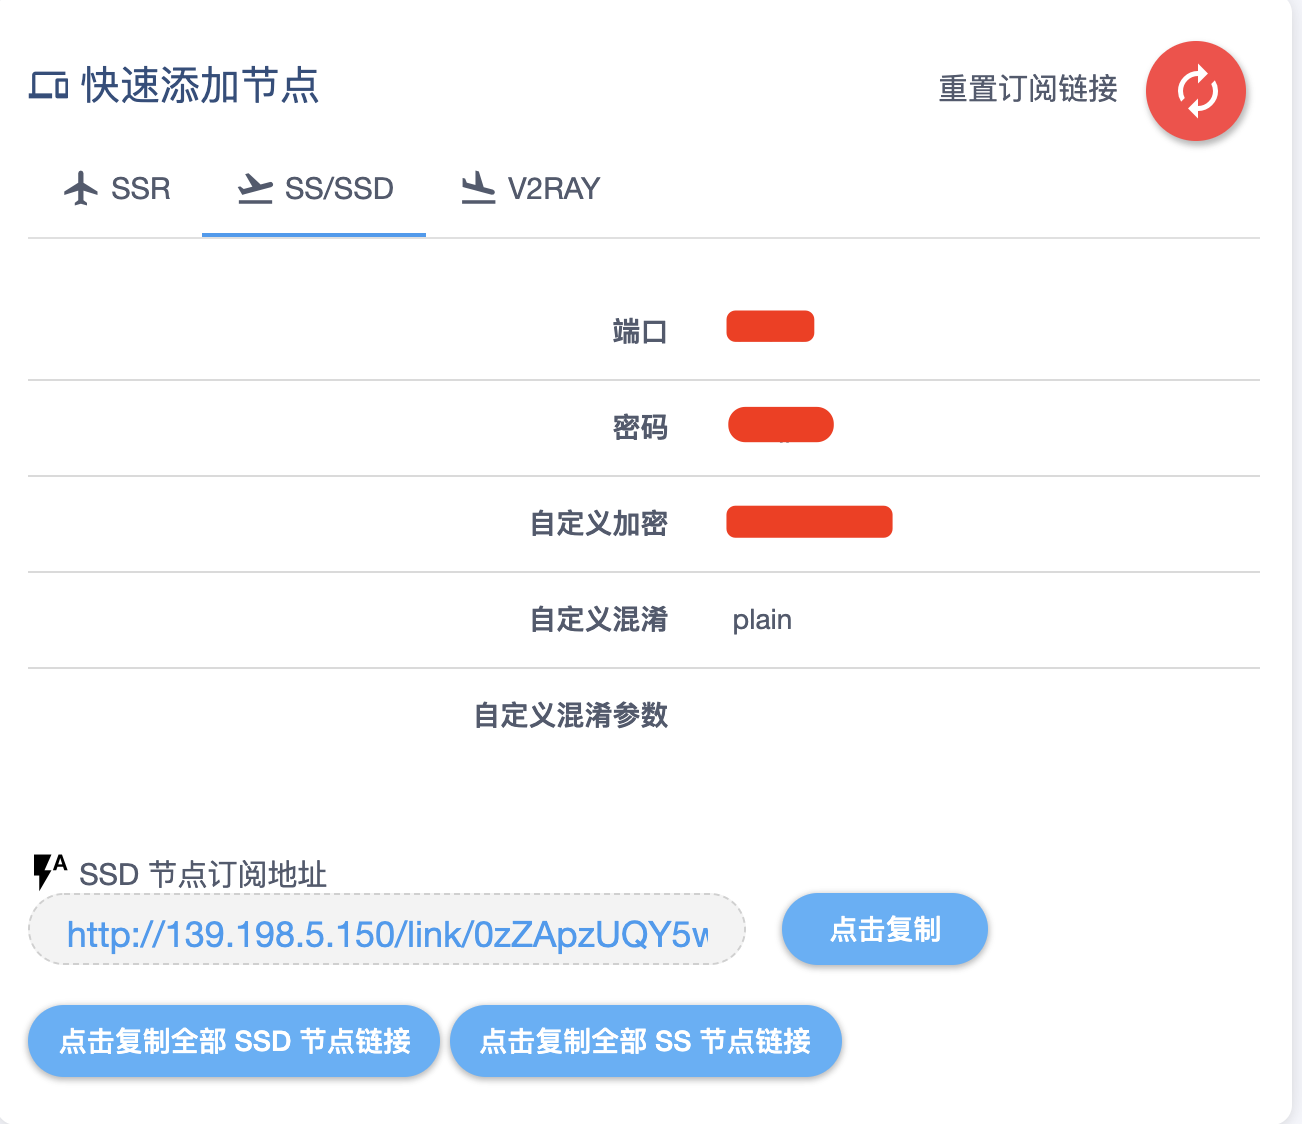 快速添加节点
重置订阅链接
SSR
SS/SSD
V2RAY
端口
密码
自定义加密
自定义混淆 plain
自定义混淆参数
SSD 节点订阅地址
http://139.198.5.150/link/0zZApzUQY5w
点击复制
点击复制全部 SSD 节点链接
点击复制全部 SS 节点链接